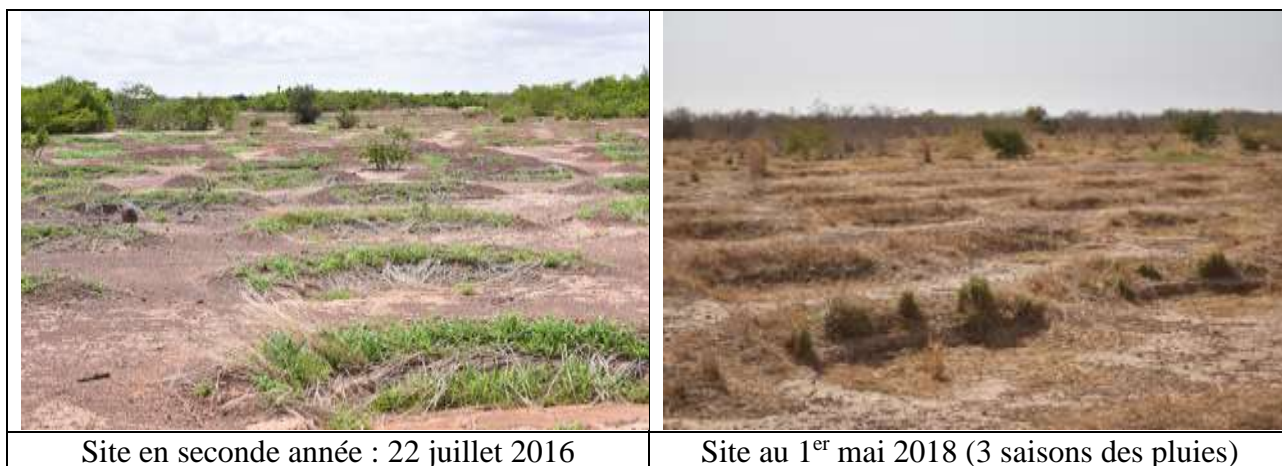 Site en seconde année : 22 juillet 2016
Site au 1er mai 2018 (3 saisons des pluies)